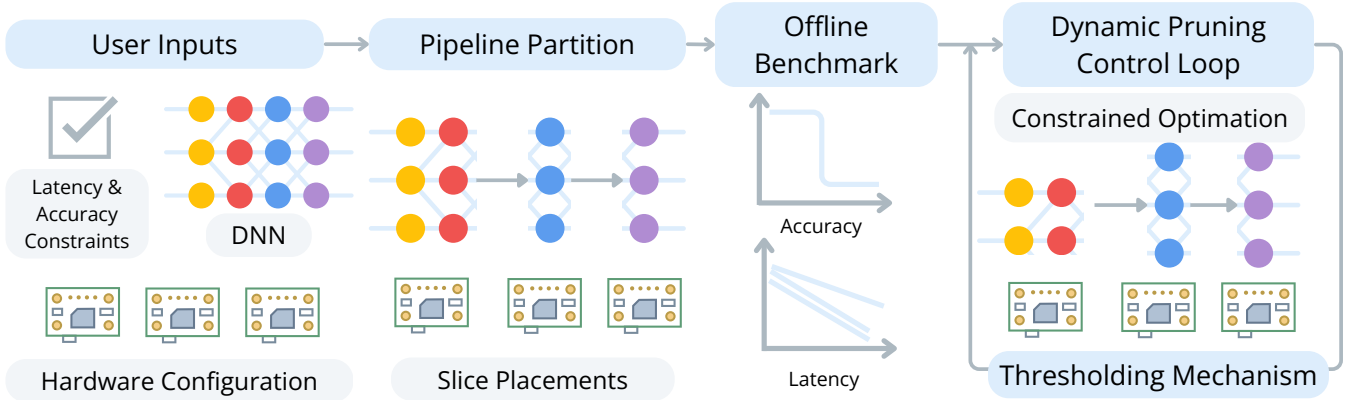 User Inputs
Pipeline Partition
Offline
Benchmark
Dynamic Pruning
Control Loop
Latency &
Accuracy
Constraints
DNN
Hardware Configuration
Slice Placements
Accuracy
Latency
Constrained Optimation
Thresholding Mechanism